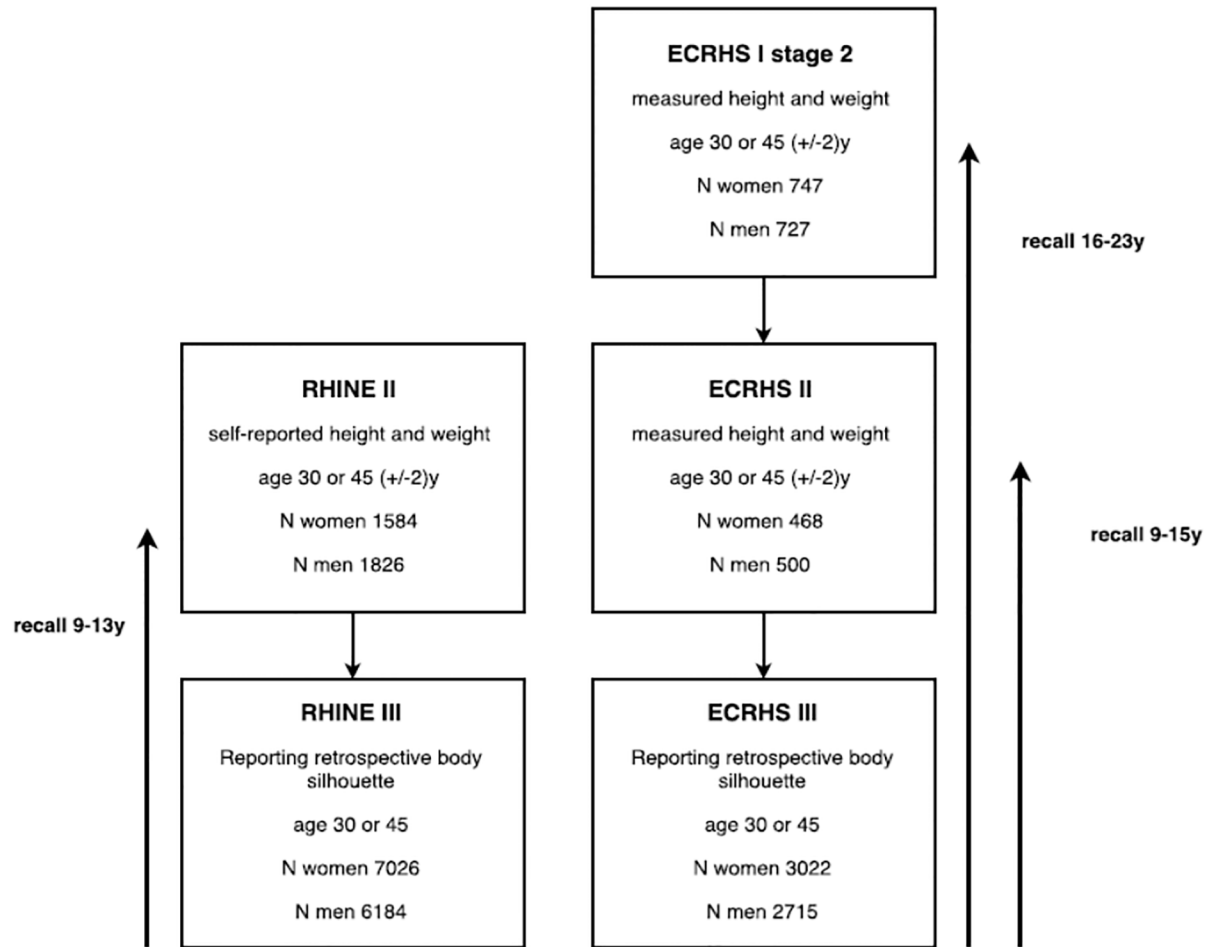 ECRHS I stage 2
measured height and weight
age 30 or 45 (+/-2)y
N women 747
N men 727
recall 16-23y
RHINE II
self-reported height and weight
age 30 or 45 (+/-2)y
N women 1584
N men 1826
ECRHS II
measured height and weight
age 30 or 45 (+/-2)y
N women 468
N men 500
recall 9-15y
recall 9-13y
RHINE III
Reporting retrospective body
silhouette
age 30 or 45
N women 7026
N men 6184
ECRHS III
Reporting retrospective body
silhouette
age 30 or 45
N women 3022
N men 2715